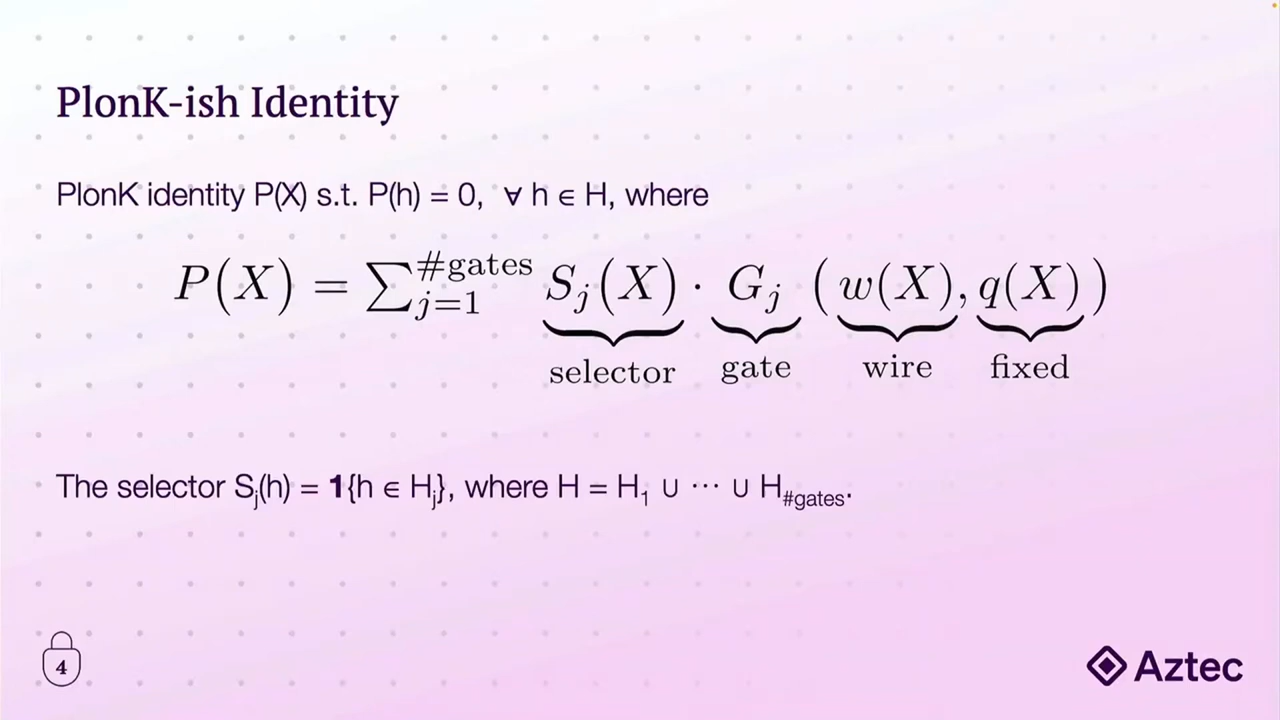 PlonK-ish Identity
PlonK identity P(X) s.t. P(h) = 0, ∀ h ∈ H, where
P(X) = ∑_{j=1}^{#gates} S_j(X) · G_j (w(X), q(X))
selector gate wire fixed
The selector S_j(h) = 1{h ∈ H_j}, where H = H_1 ∪ ⋯ ∪ H_{#gates}.
4
Aztec